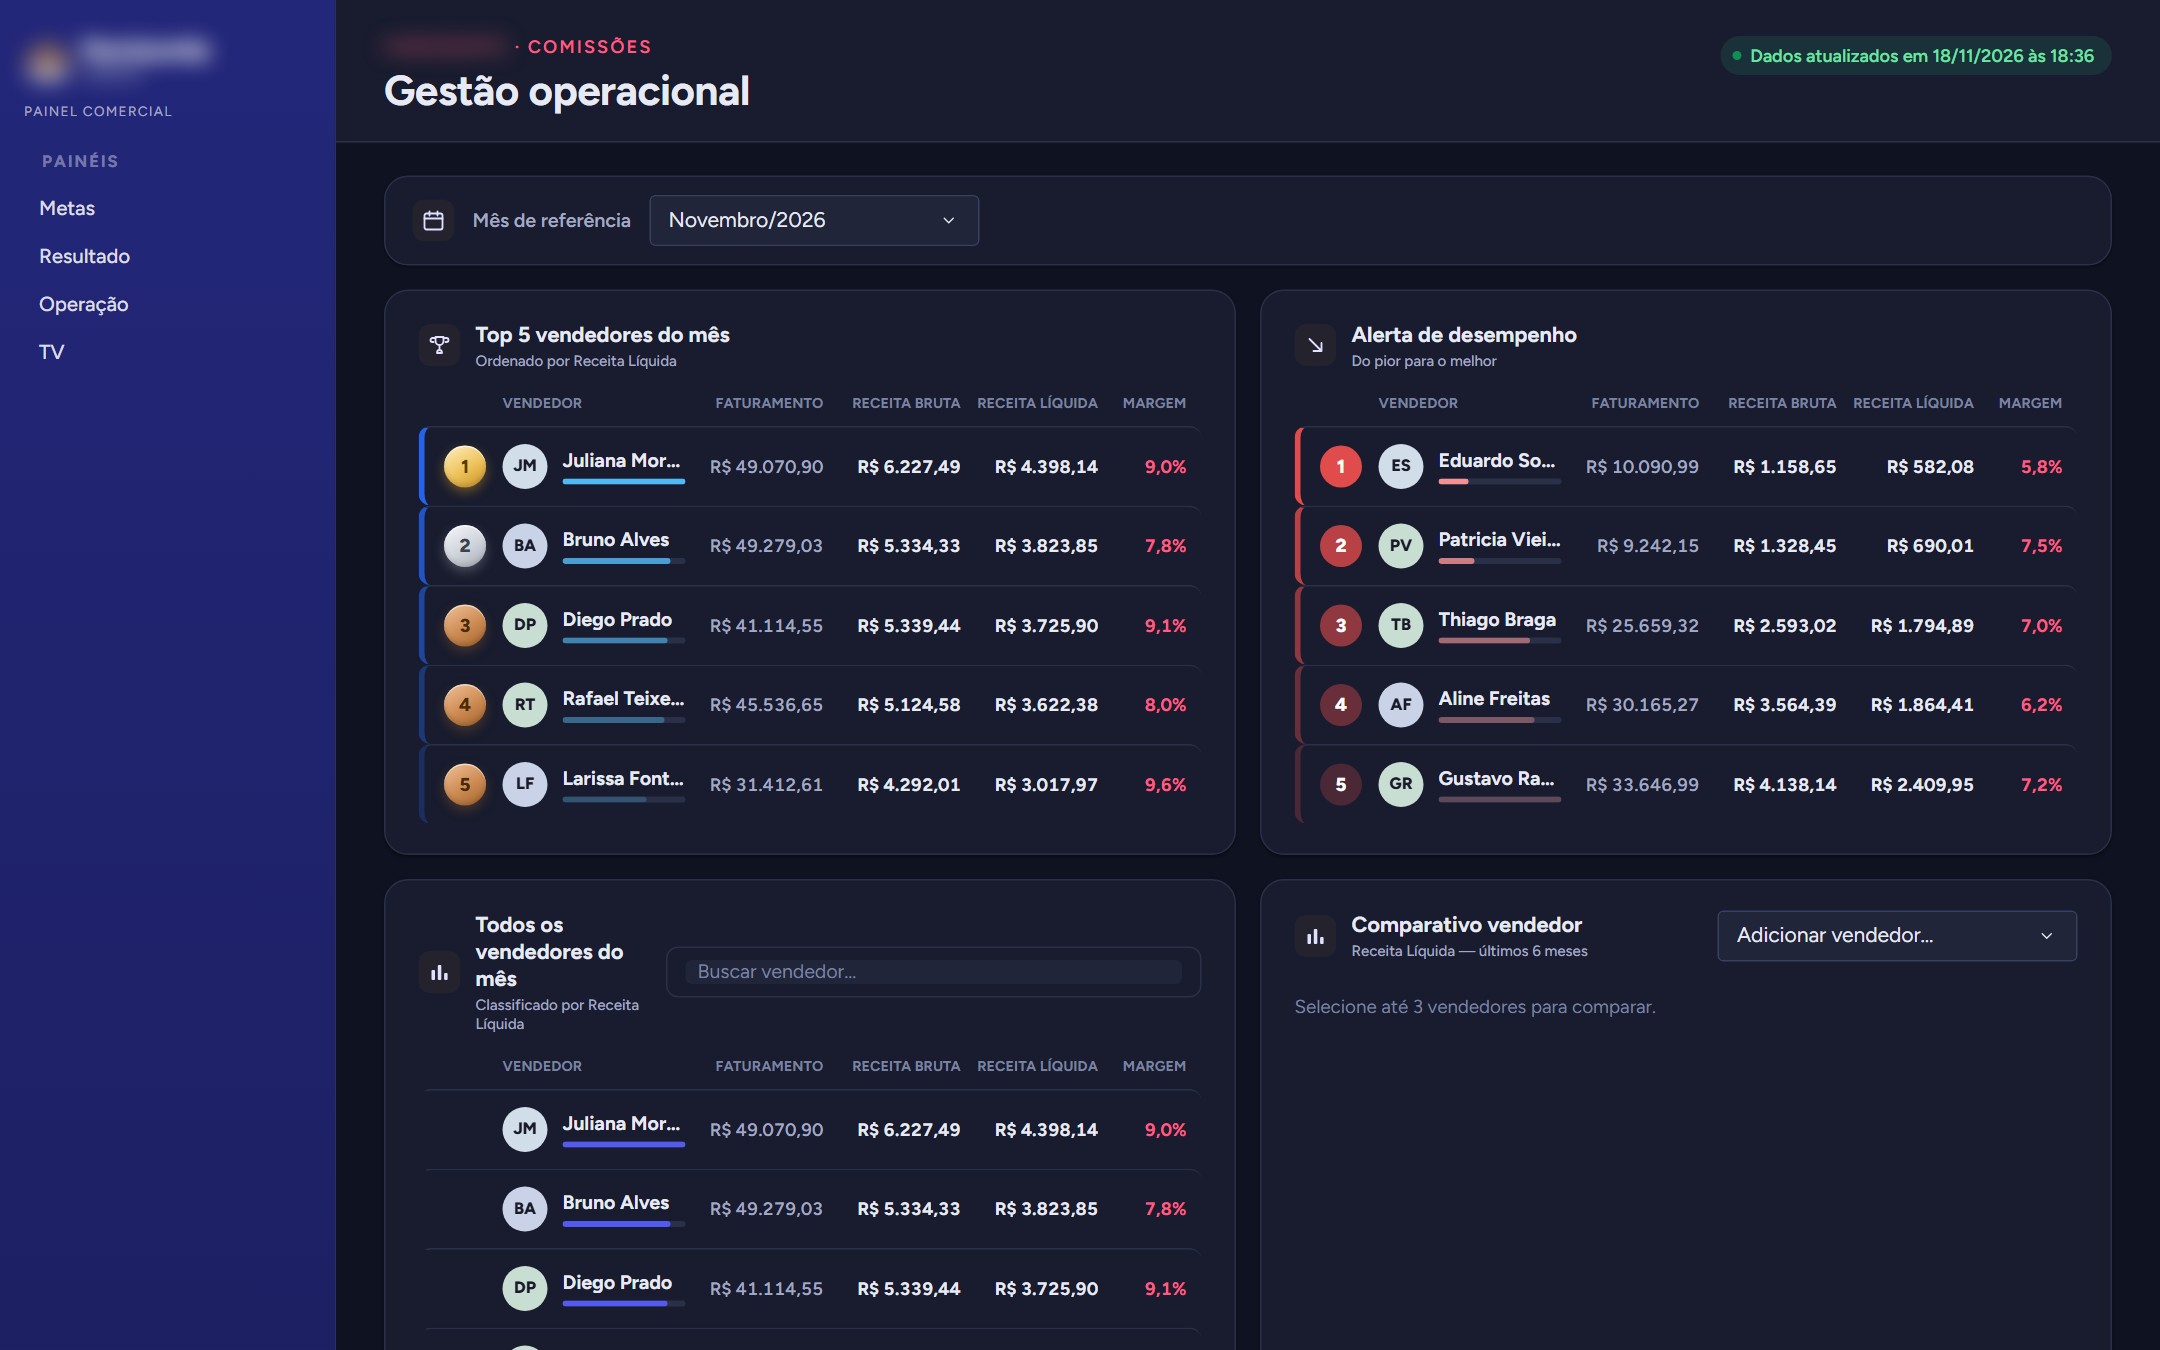 PAINEL COMERCIAL
PAINÉIS
Metas
Resultado
Operação
TV
· COMISSÕES
Gestão operacional
Dados atualizados em 18/11/2026 às 18:36
Mês de referência
Novembro/2026
Top 5 vendedores do mês
Ordenado por Receita Líquida
VENDEDOR FATURAMENTO RECEITA BRUTA RECEITA LÍQUIDA MARGEM
1 JM Juliana Mor... R$ 49.070,90 R$ 6.227,49 R$ 4.398,14 9,0%
2 BA Bruno Alves R$ 49.279,03 R$ 5.334,33 R$ 3.823,85 7,8%
3 DP Diego Prado R$ 41.114,55 R$ 5.339,44 R$ 3.725,90 9,1%
4 RT Rafael Teixe... R$ 45.536,65 R$ 5.124,58 R$ 3.622,38 8,0%
5 LF Larissa Font... R$ 31.412,61 R$ 4.292,01 R$ 3.017,97 9,6%
Alerta de desempenho
Do pior para o melhor
VENDEDOR FATURAMENTO RECEITA BRUTA RECEITA LÍQUIDA MARGEM
1 ES Eduardo So... R$ 10.090,99 R$ 1.158,65 R$ 582,08 5,8%
2 PV Patricia Viei... R$ 9.242,15 R$ 1.328,45 R$ 690,01 7,5%
3 TB Thiago Braga R$ 25.659,32 R$ 2.593,02 R$ 1.794,89 7,0%
4 AF Aline Freitas R$ 30.165,27 R$ 3.564,39 R$ 1.864,41 6,2%
5 GR Gustavo Ra... R$ 33.646,99 R$ 4.138,14 R$ 2.409,95 7,2%
Todos os
vendedores do
mês
Classificado por Receita
Líquida
Buscar vendedor...
VENDEDOR FATURAMENTO RECEITA BRUTA RECEITA LÍQUIDA MARGEM
JM Juliana Mor... R$ 49.070,90 R$ 6.227,49 R$ 4.398,14 9,0%
BA Bruno Alves R$ 49.279,03 R$ 5.334,33 R$ 3.823,85 7,8%
DP Diego Prado R$ 41.114,55 R$ 5.339,44 R$ 3.725,90 9,1%
Comparativo vendedor
Receita Líquida — últimos 6 meses
Adicionar vendedor...
Selecione até 3 vendedores para comparar.